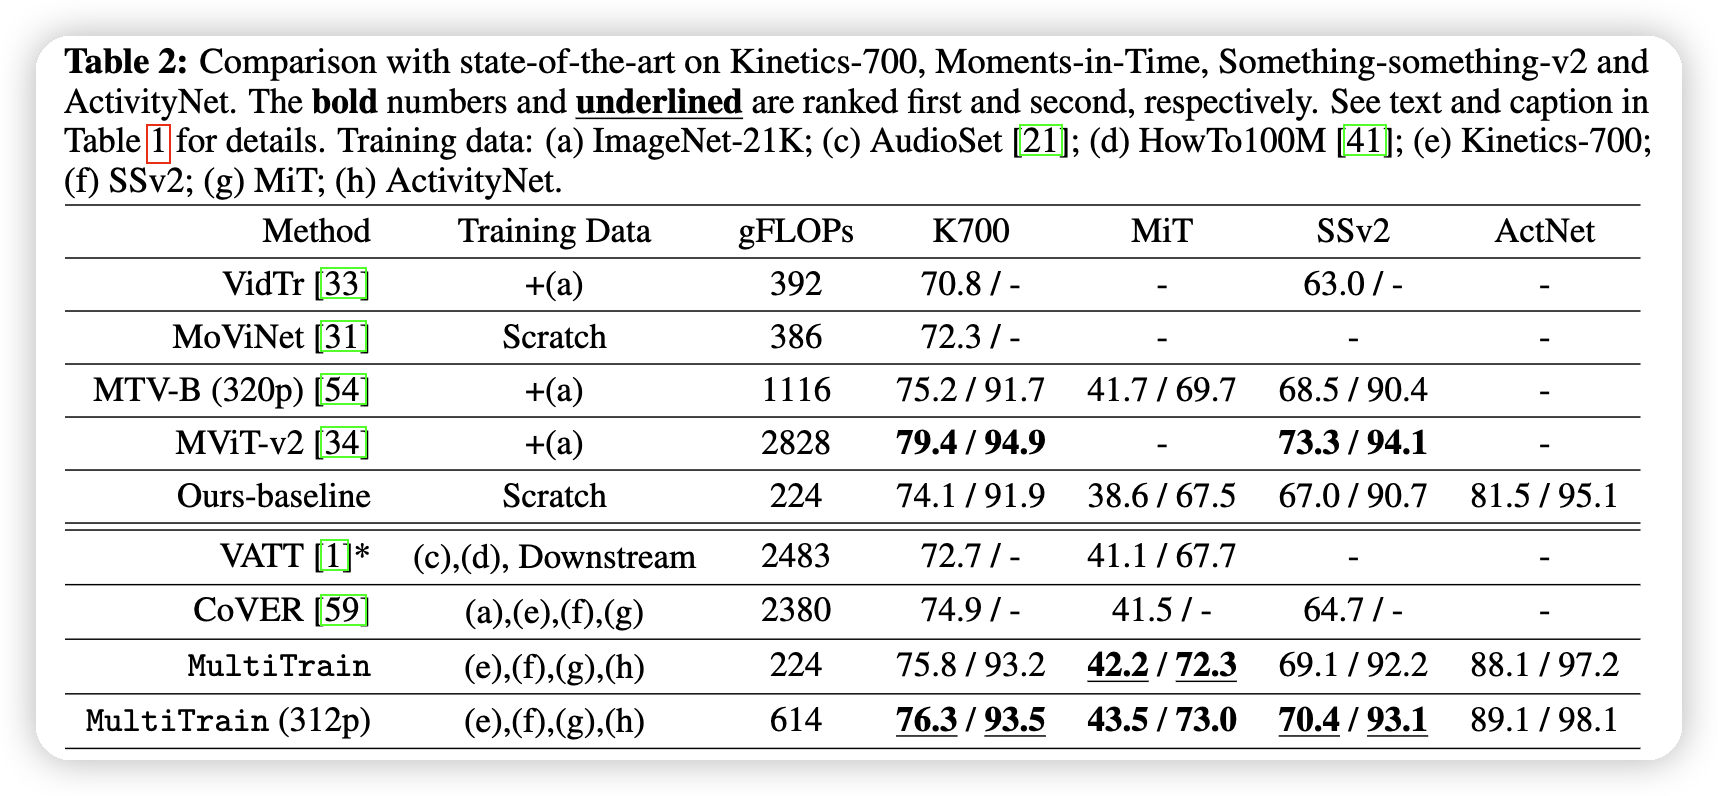 Table 2: Comparison with state-of-the-art on Kinetics-700, Moments-in-Time, Something-something-v2 and
ActivityNet. The bold numbers and underlined are ranked first and second, respectively. See text and caption in
Table 1 for details. Training data: (a) ImageNet-21K; (c) AudioSet [21]; (d) HowTo100M [41]; (e) Kinetics-700;
(f) SSv2; (g) MiT; (h) ActivityNet.
Method Training Data gFLOPs K700 MiT SSv2 ActNet
VidTr [33] +(a) 392 70.8 / - - 63.0 / - -
MoViNet [31] Scratch 386 72.3 / - - - -
MTV-B (320p) [54] +(a) 1116 75.2 / 91.7 41.7 / 69.7 68.5 / 90.4 -
MViT-v2 [34] +(a) 2828 79.4 / 94.9 - 73.3 / 94.1 -
Ours-baseline Scratch 224 74.1 / 91.9 38.6 / 67.5 67.0 / 90.7 81.5 / 95.1
VATT [1]* (c),(d), Downstream 2483 72.7 / - 41.1 / 67.7 - -
CoVER [59] (a),(e),(f),(g) 2380 74.9 / - 41.5 / - 64.7 / - -
MultiTrain (e),(f),(g),(h) 224 75.8 / 93.2 42.2 / 72.3 69.1 / 92.2 88.1 / 97.2
MultiTrain (312p) (e),(f),(g),(h) 614 76.3 / 93.5 43.5 / 73.0 70.4 / 93.1 89.1 / 98.1